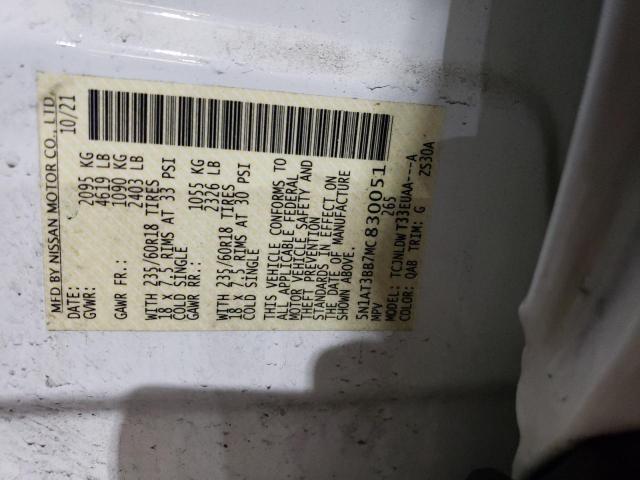 MFD BY NISSAN MOTOR CO., LTD
DATE: 10/21
GVWR: 2095 KG
4619 LB
GAWR FR.: 1090 KG
2403 LB
WITH 235/60R18 TIRES
18 X 7.5 RIMS AT 33 PSI
COLD SINGLE
GAWR RR.: 1055 KG
2326 LB
WITH 235/60R18 TIRES
18 X 7.5 RIMS AT 30 PSI
COLD SINGLE
THIS VEHICLE CONFORMS TO
ALL APPLICABLE FEDERAL
MOTOR VEHICLE SAFETY AND
THEFT PREVENTION
STANDARDS IN EFFECT ON
THE DATE OF MANUFACTURE
SHOWN ABOVE.
5N1AT3BB7MC830051
MPV 265
MODEL: TCJNLDWT33EUAA---A
COLOR: QAB TRIM: G ZS30A